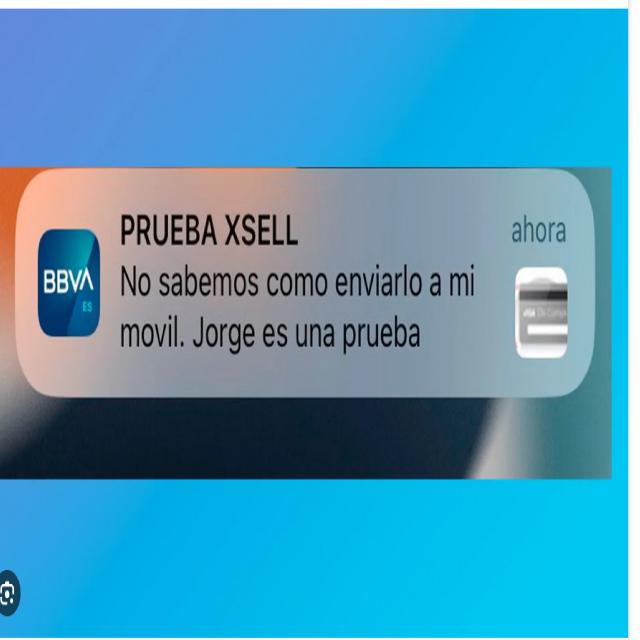 PRUEBA XSELL
ahora
BBVA
ES
No sabemos como enviarlo a mi
movil. Jorge es una prueba